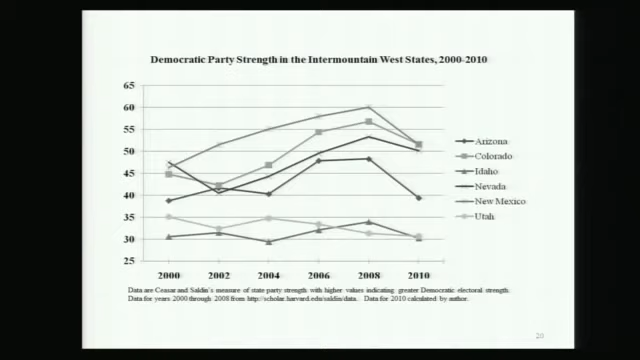 Democratic Party Strength in the Intermountain West States, 2000-2010
65
60
55
50
45
40
35
30
25
2000 2002 2004 2006 2008 2010
Arizona
Colorado
Idaho
Nevada
New Mexico
Utah
Data are Ceasar and Saldin's measure of state party strength with higher values indicating greater Democratic electoral strength.
Data for years 2000 through 2008 from http://scholar.harvard.edu/saldin/data. Data for 2010 calculated by author.
20